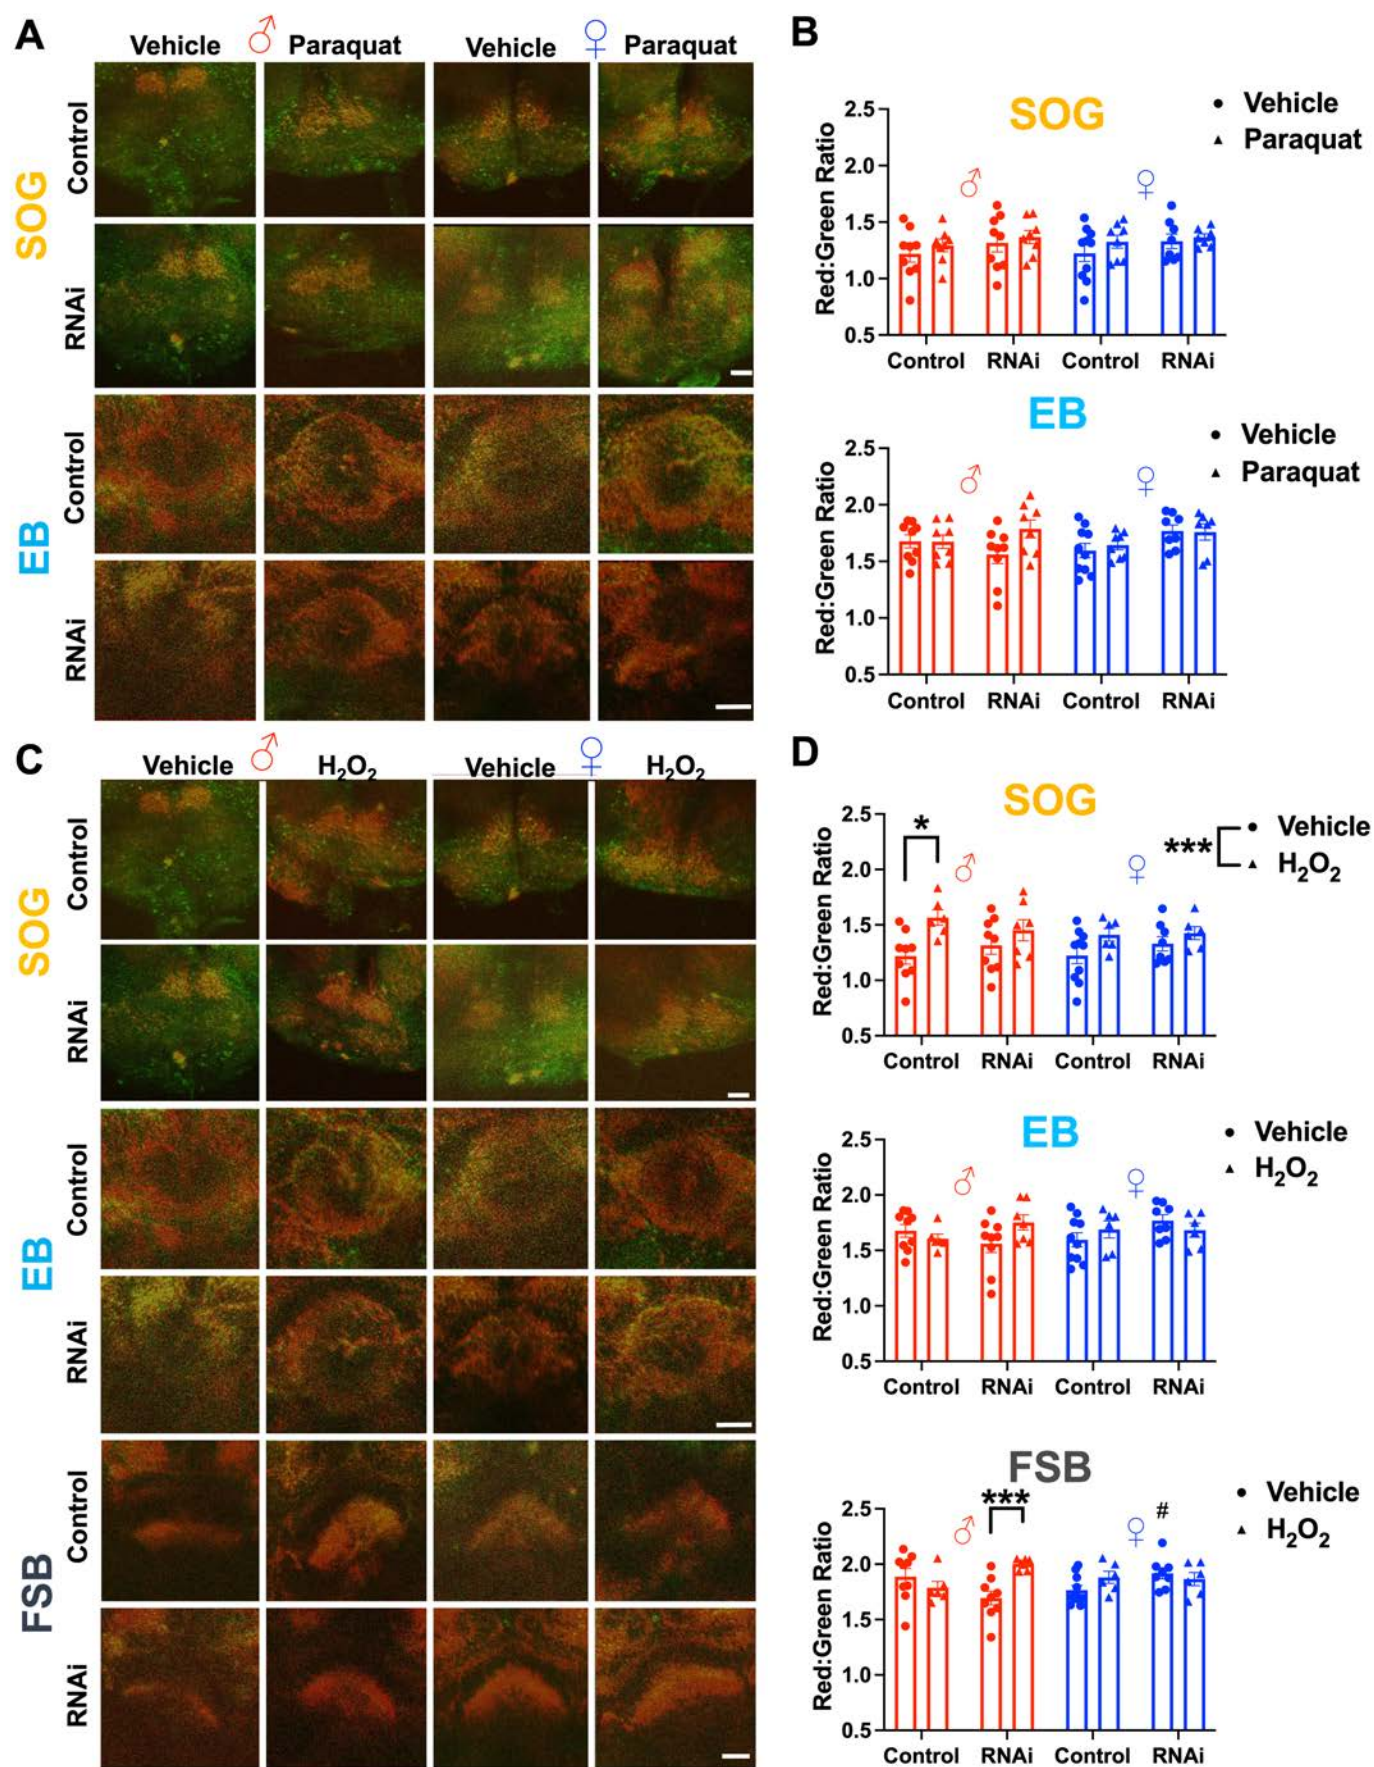 A
Vehicle ♂ Paraquat Vehicle ♀ Paraquat
SOG
Control
RNAi
EB
Control
RNAi
B
SOG
Vehicle
Paraquat
Red:Green Ratio
2.5
2.0
1.5
1.0
0.5
♂ ♀
Control RNAi Control RNAi
EB
Vehicle
Paraquat
Red:Green Ratio
2.5
2.0
1.5
1.0
0.5
♂ ♀
Control RNAi Control RNAi
C
Vehicle ♂ H₂O₂ Vehicle ♀ H₂O₂
SOG
Control
RNAi
EB
Control
RNAi
FSB
Control
RNAi
D
SOG
*** Vehicle
H₂O₂
Red:Green Ratio
2.5
2.0
1.5
1.0
0.5
* ♂ ♀
Control RNAi Control RNAi
EB
Vehicle
H₂O₂
Red:Green Ratio
2.5
2.0
1.5
1.0
0.5
♂ ♀
Control RNAi Control RNAi
FSB
Vehicle
H₂O₂
Red:Green Ratio
2.5
2.0
1.5
1.0
0.5
♂ *** ♀ #
Control RNAi Control RNAi